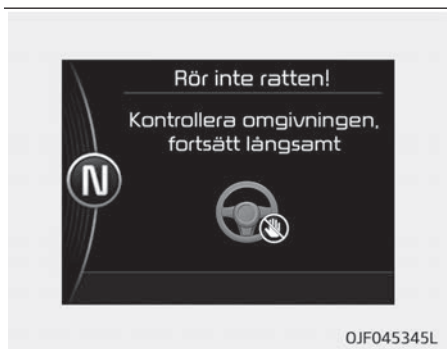 Rör inte ratten!
Kontrollera omgivningen,
fortsätt långsamt
N
OJF045345L